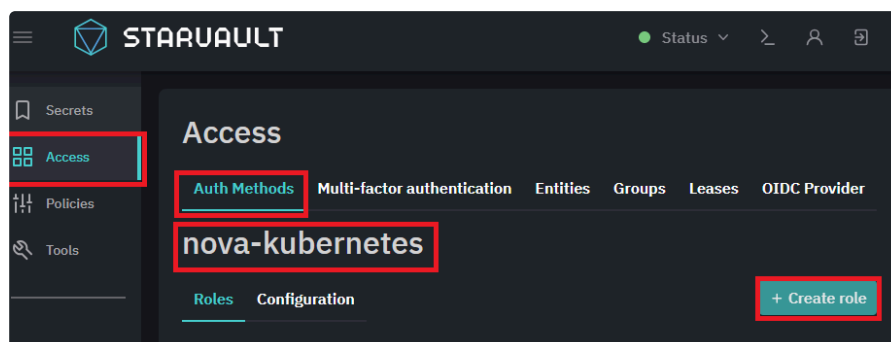 STARVAULT
Status
Secrets
Access
Policies
Tools
Access
Auth Methods Multi-factor authentication Entities Groups Leases OIDC Provider
nova-kubernetes
Roles Configuration
+ Create role